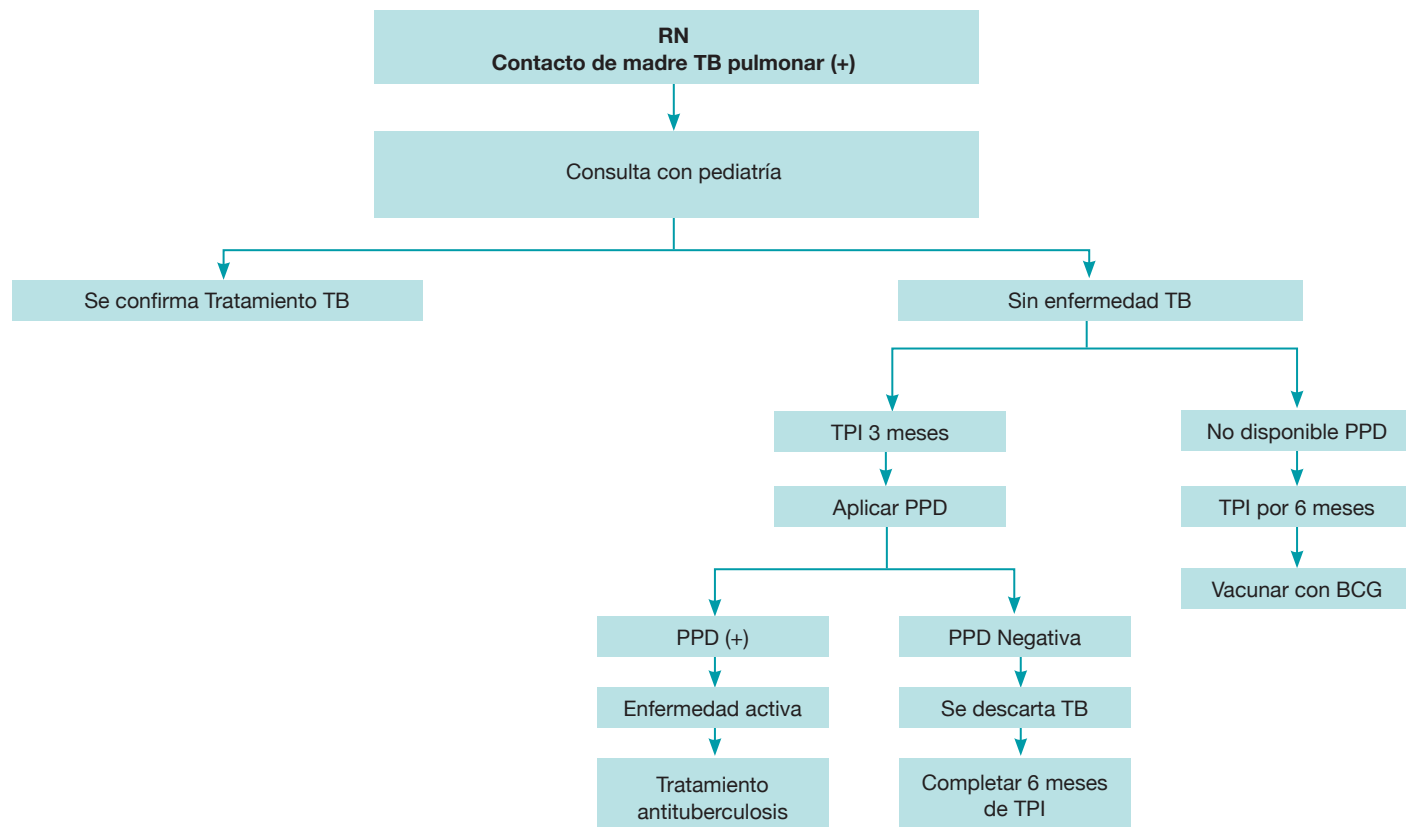 RN
Contacto de madre TB pulmonar (+)
Consulta con pediatría
Se confirma Tratamiento TB
Sin enfermedad TB
TPI 3 meses
No disponible PPD
Aplicar PPD
TPI por 6 meses
Vacunar con BCG
PPD (+)
PPD Negativa
Enfermedad activa
Se descarta TB
Tratamiento
antituberculosis
Completar 6 meses
de TPI